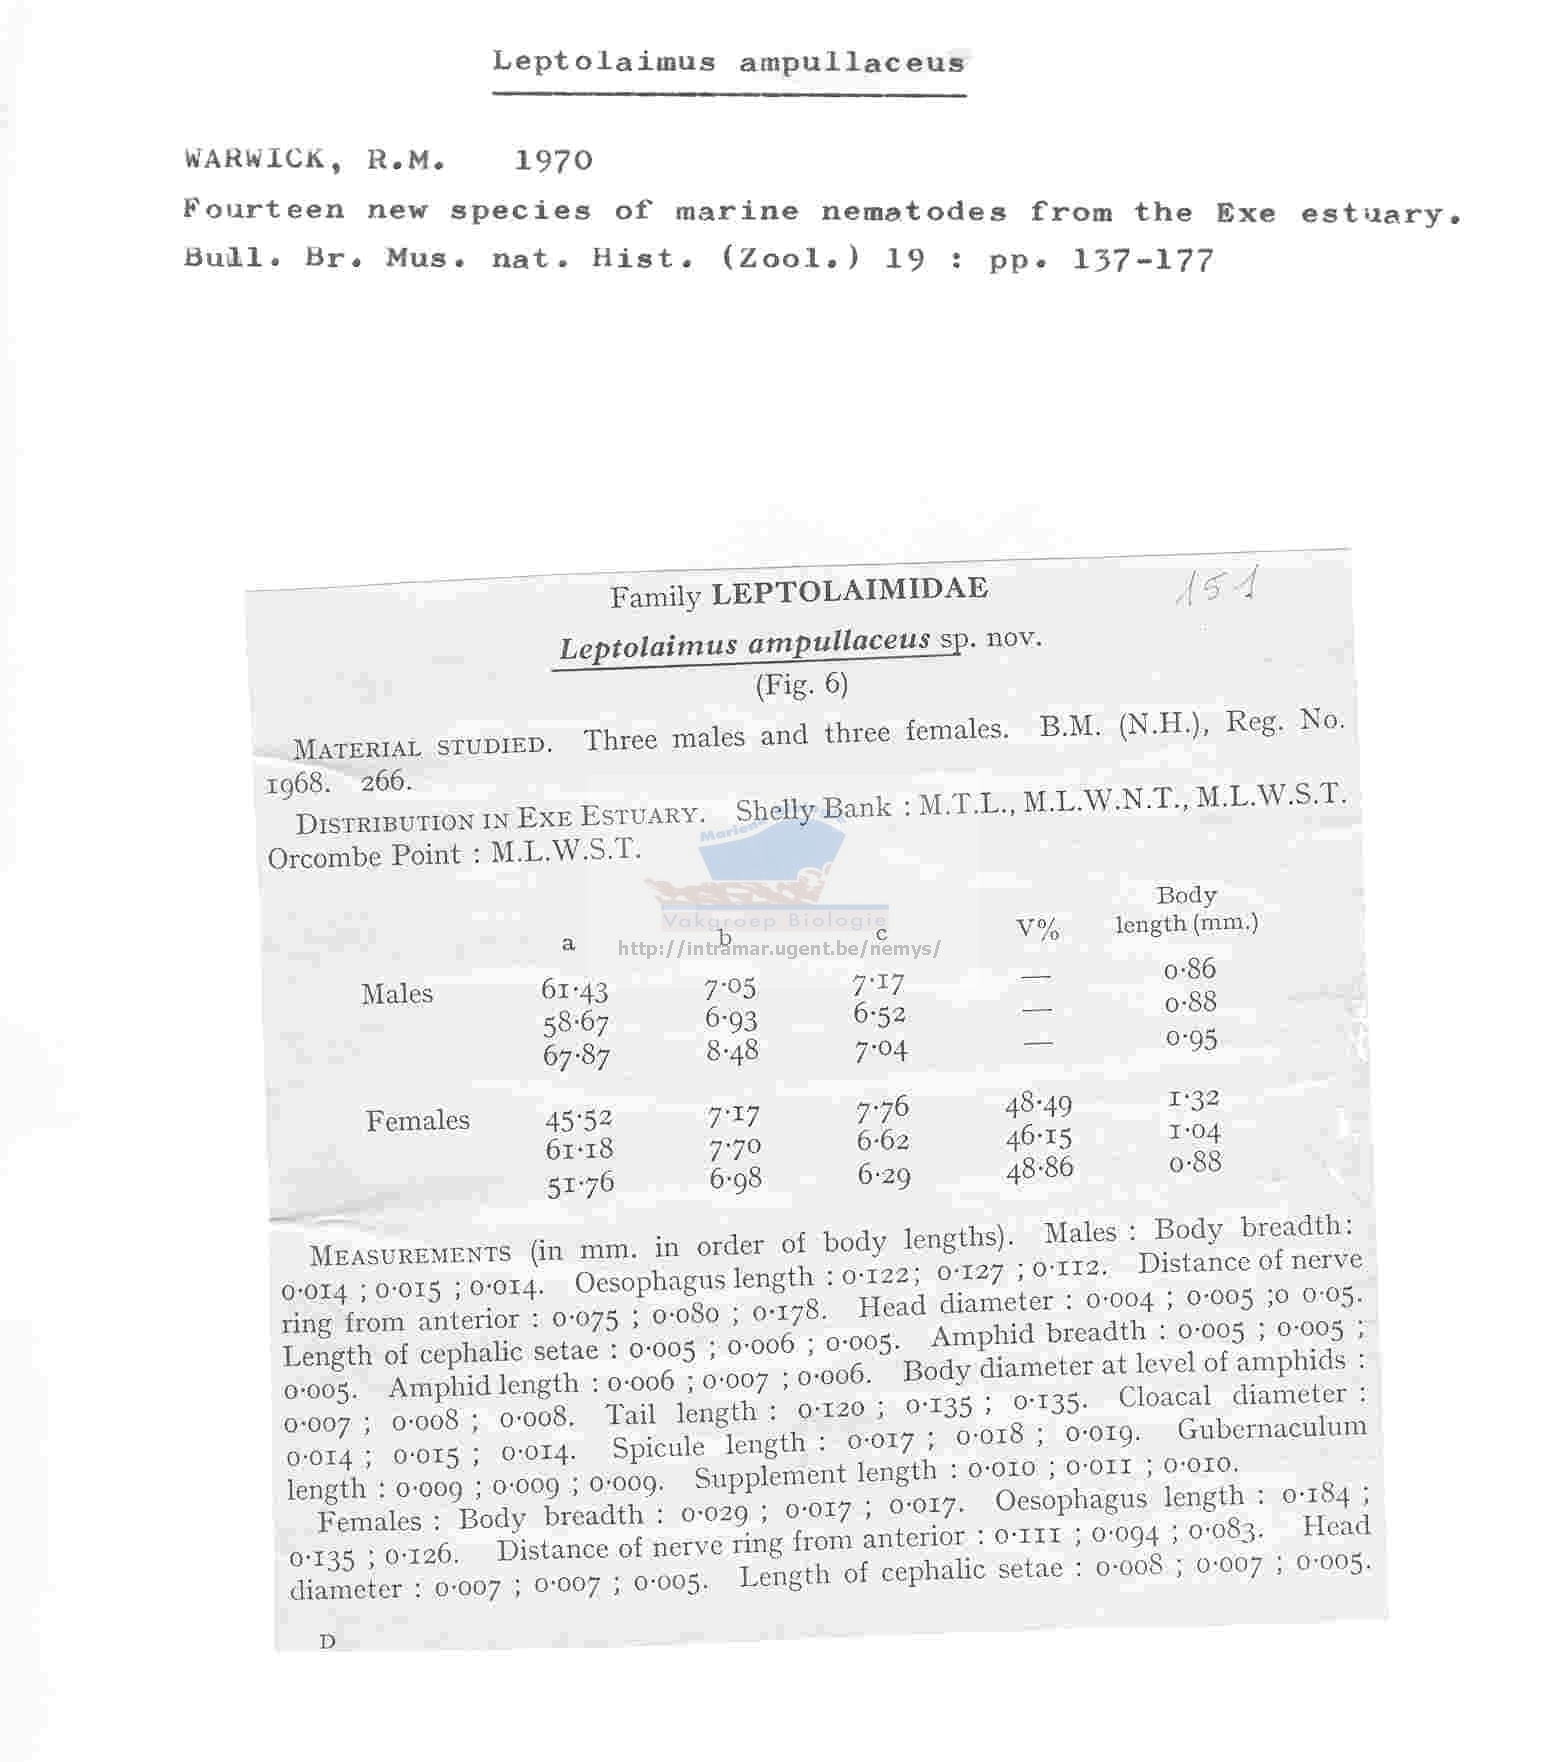 Leptolaimus ampullaceus
WARWICK, R.M. 1970
Fourteen new species of marine nematodes from the Exe estuary.
Bull. Br. Mus. nat. Hist. (Zool.) 19 : pp. 137-177
Family LEPTOLAIMIDAE 151
Leptolaimus ampullaceus sp. nov.
(Fig. 6)
MATERIAL STUDIED. Three males and three females. B.M. (N.H.), Reg. No.
1968. 266.
DISTRIBUTION IN EXE ESTUARY. Shelly Bank : M.T.L., M.L.W.N.T., M.L.W.S.T.
Orcombe Point : M.L.W.S.T.
Vakgroep Biologie
http://intramar.ugent.be/nemys/
Body
a b c V% length (mm.)
Males 61·43 7·05 7·17 — 0·86
58·67 6·93 6·52 — 0·88
67·87 8·48 7·04 — 0·95
Females 45·52 7·17 7·76 48·49 1·32
61·18 7·70 6·62 46·15 1·04
51·76 6·98 6·29 48·86 0·88
MEASUREMENTS (in mm. in order of body lengths). Males : Body breadth:
0·014 ; 0·015 ; 0·014. Oesophagus length : 0·122; 0·127 ; 0·112. Distance of nerve
ring from anterior : 0·075 ; 0·080 ; 0·178. Head diameter : 0·004 ; 0·005 ;0 0·05.
Length of cephalic setae : 0·005 ; 0·006 ; 0·005. Amphid breadth : 0·005 ; 0·005 ;
0·005. Amphid length : 0·006 ; 0·007 ; 0·006. Body diameter at level of amphids :
0·007 ; 0·008 ; 0·008. Tail length : 0·120 ; 0·135 ; 0·135. Cloacal diameter :
0·014 ; 0·015 ; 0·014. Spicule length : 0·017 ; 0·018 ; 0·019. Gubernaculum
length : 0·009 ; 0·009 ; 0·009. Supplement length : 0·010 ; 0·011 ; 0·010.
Females : Body breadth : 0·029 ; 0·017 ; 0·017. Oesophagus length : 0·184 ;
0·135 ; 0·126. Distance of nerve ring from anterior : 0·111 ; 0·094 ; 0·083. Head
diameter : 0·007 ; 0·007 ; 0·005. Length of cephalic setae : 0·008 ; 0·007 ; 0·005.
D